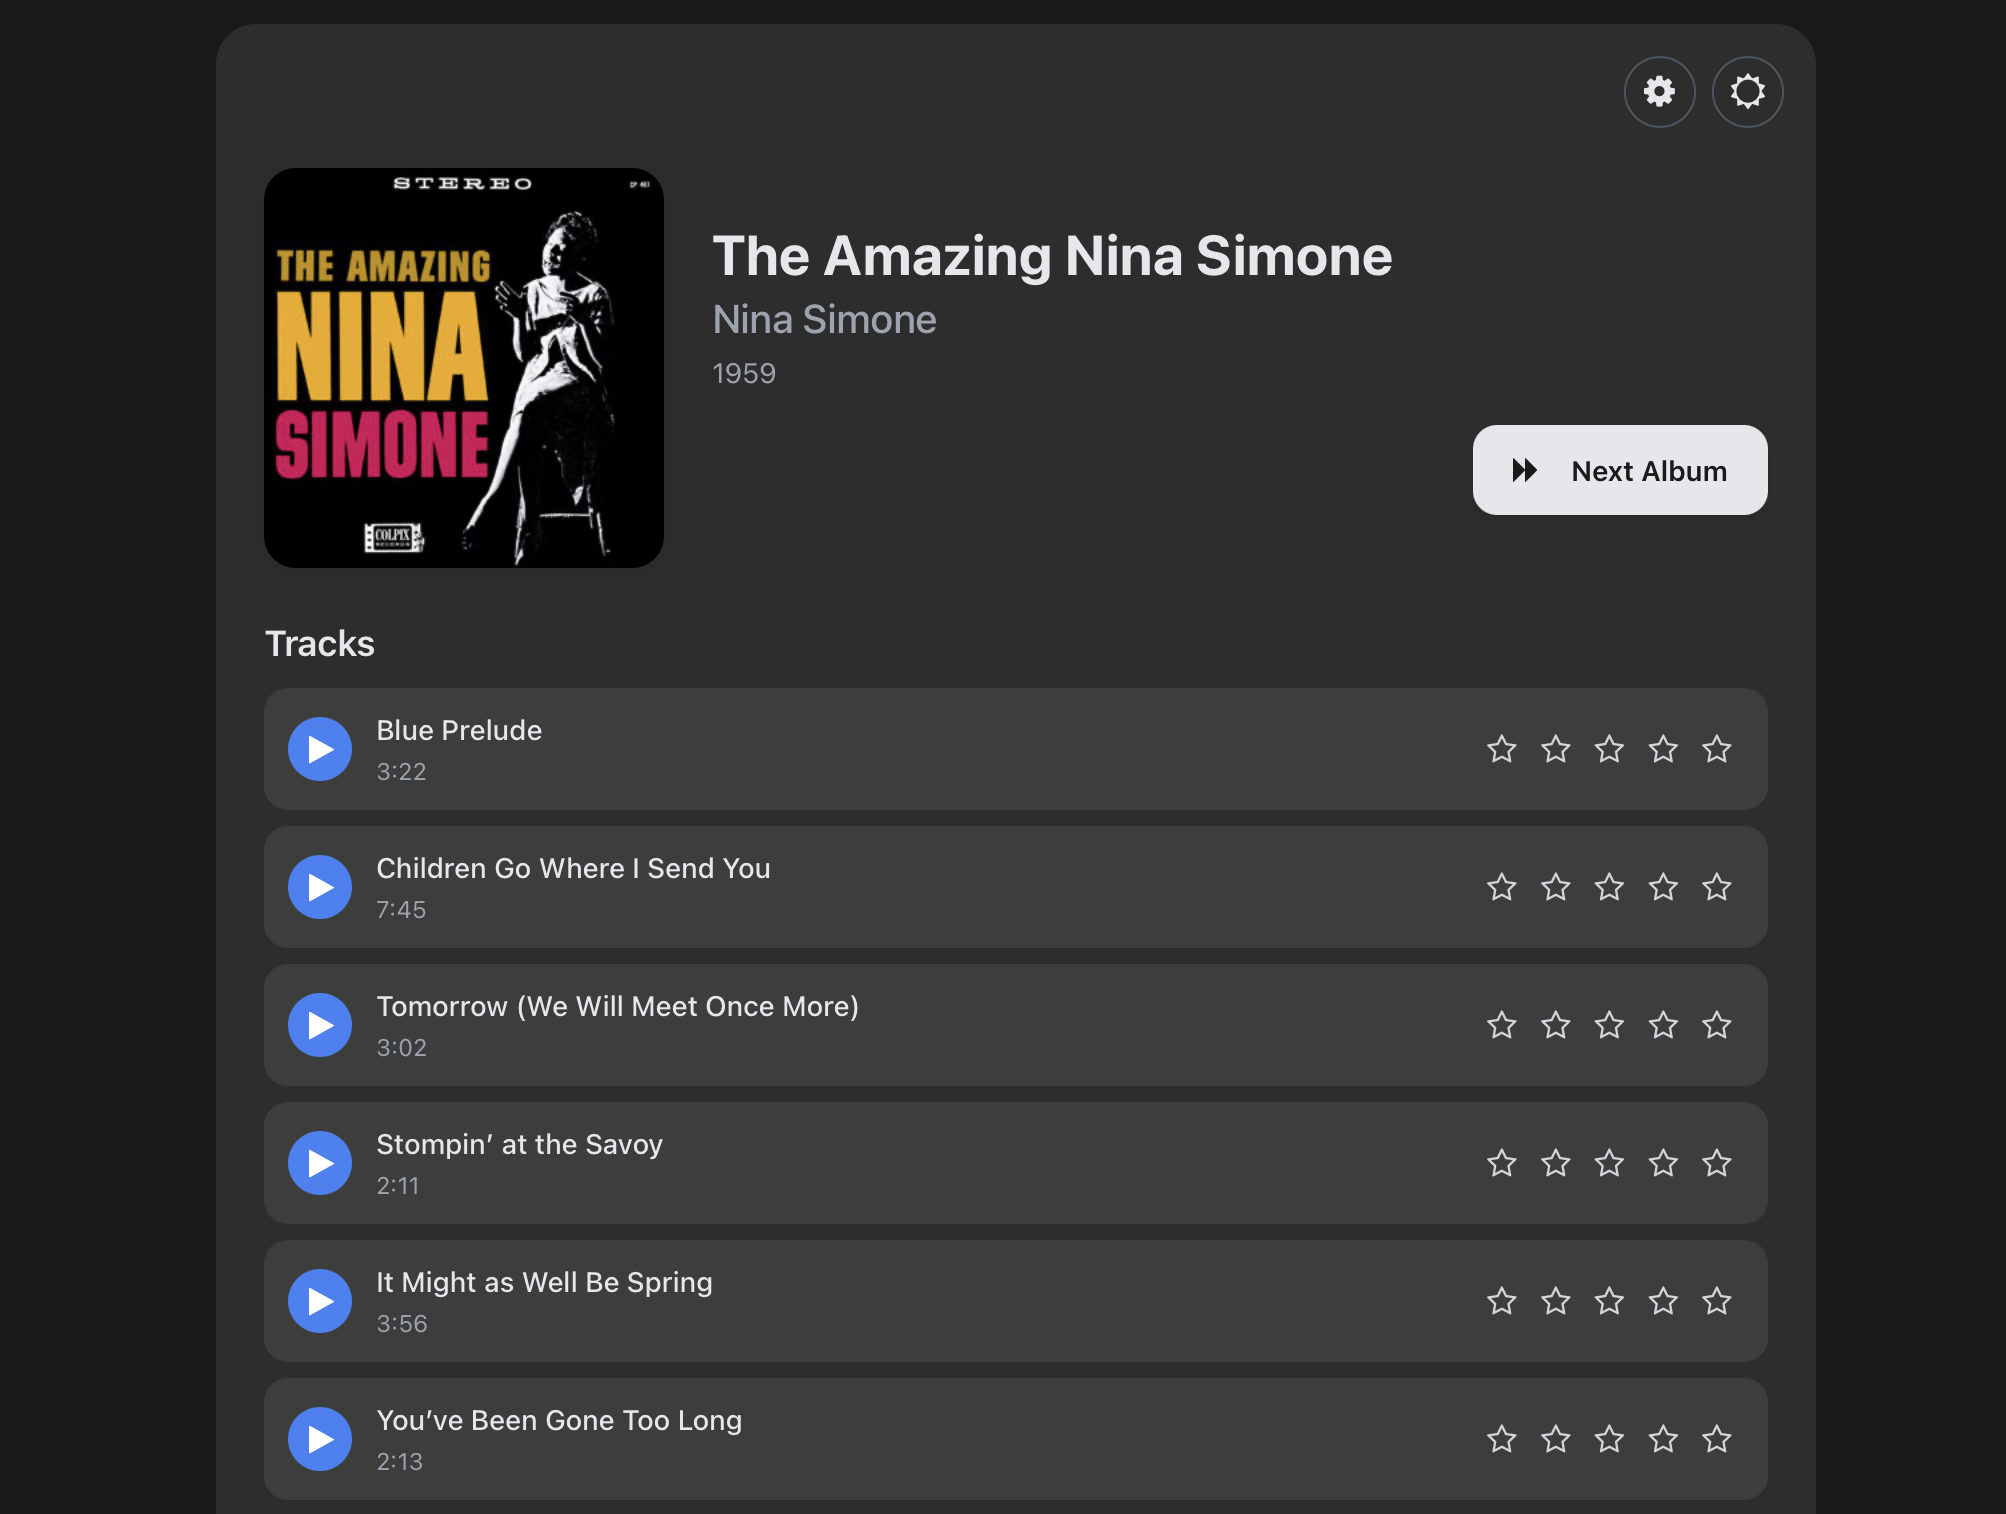 STEREO
CP 407
THE AMAZING
NINA
SIMONE
COLPIX
RECORDS
The Amazing Nina Simone
Nina Simone
1959
Next Album
Tracks
Blue Prelude
3:22
Children Go Where I Send You
7:45
Tomorrow (We Will Meet Once More)
3:02
Stompin’ at the Savoy
2:11
It Might as Well Be Spring
3:56
You’ve Been Gone Too Long
2:13